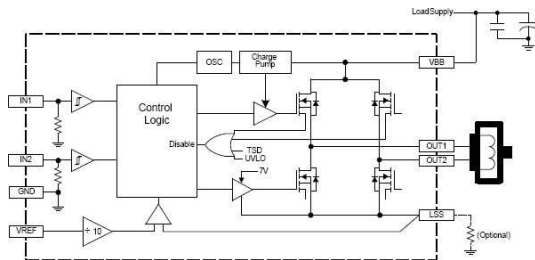 LoadSupply
OSC
Charge
Pump
VBB
IN1
Control
Logic
Disable
TSD
UVLO
OUT1
OUT2
IN2
GND
7V
LSS
VREF
÷ 10
(Optional)